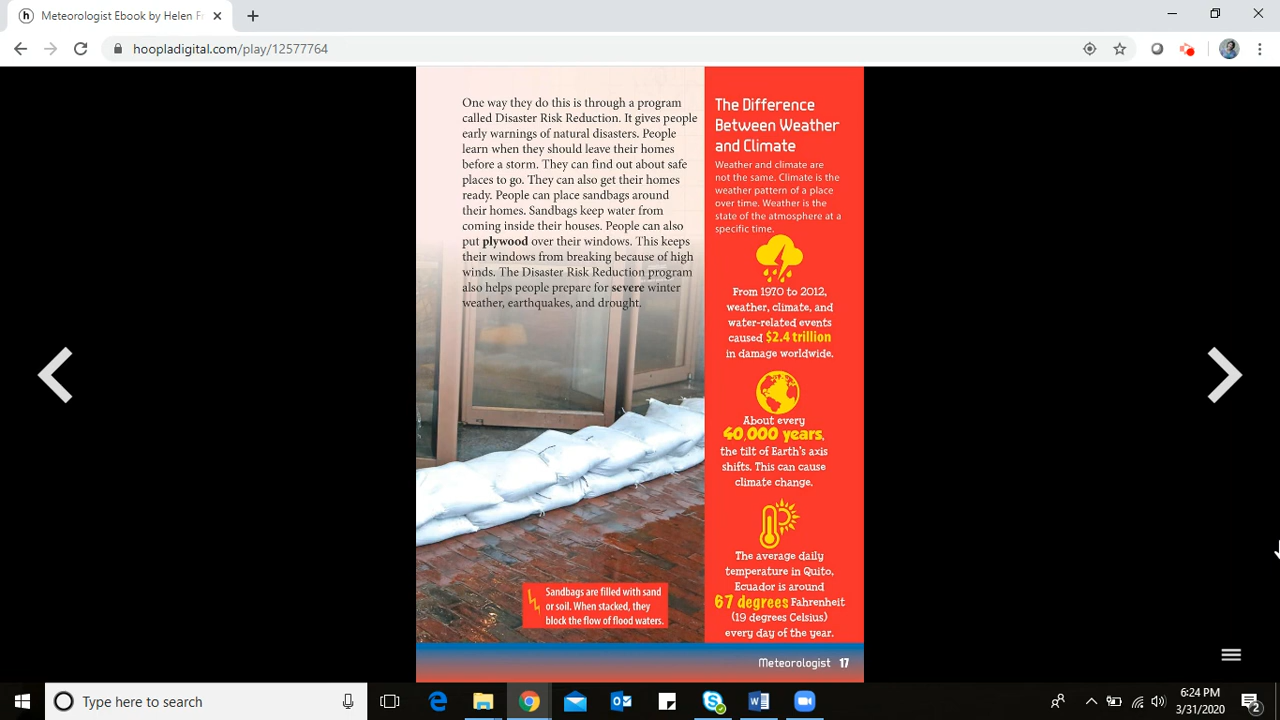 Meteorologist Ebook by Helen Fr
hoopladigital.com/play/12577764
One way they do this is through a program
called Disaster Risk Reduction. It gives people
early warnings of natural disasters. People
learn when they should leave their homes
before a storm. They can find out about safe
places to go. They can also get their homes
ready. People can place sandbags around
their homes. Sandbags keep water from
coming inside their houses. People can also
put plywood over their windows. This keeps
their windows from breaking because of high
winds. The Disaster Risk Reduction program
also helps people prepare for severe winter
weather, earthquakes, and drought.
Sandbags are filled with sand
or soil. When stacked, they
block the flow of flood waters.
The Difference
Between Weather
and Climate
Weather and climate are
not the same. Climate is the
weather pattern of a place
over time. Weather is the
state of the atmosphere at a
specific time.
From 1970 to 2012,
weather, climate, and
water-related events
caused $2.4 trillion
in damage worldwide.
About every
40,000 years,
the tilt of Earth's axis
shifts. This can cause
climate change.
The average daily
temperature in Quito,
Ecuador is around
67 degrees Fahrenheit
(19 degrees Celsius)
every day of the year.
Meteorologist 17
Type here to search
6:24 PM
3/31/2020
2